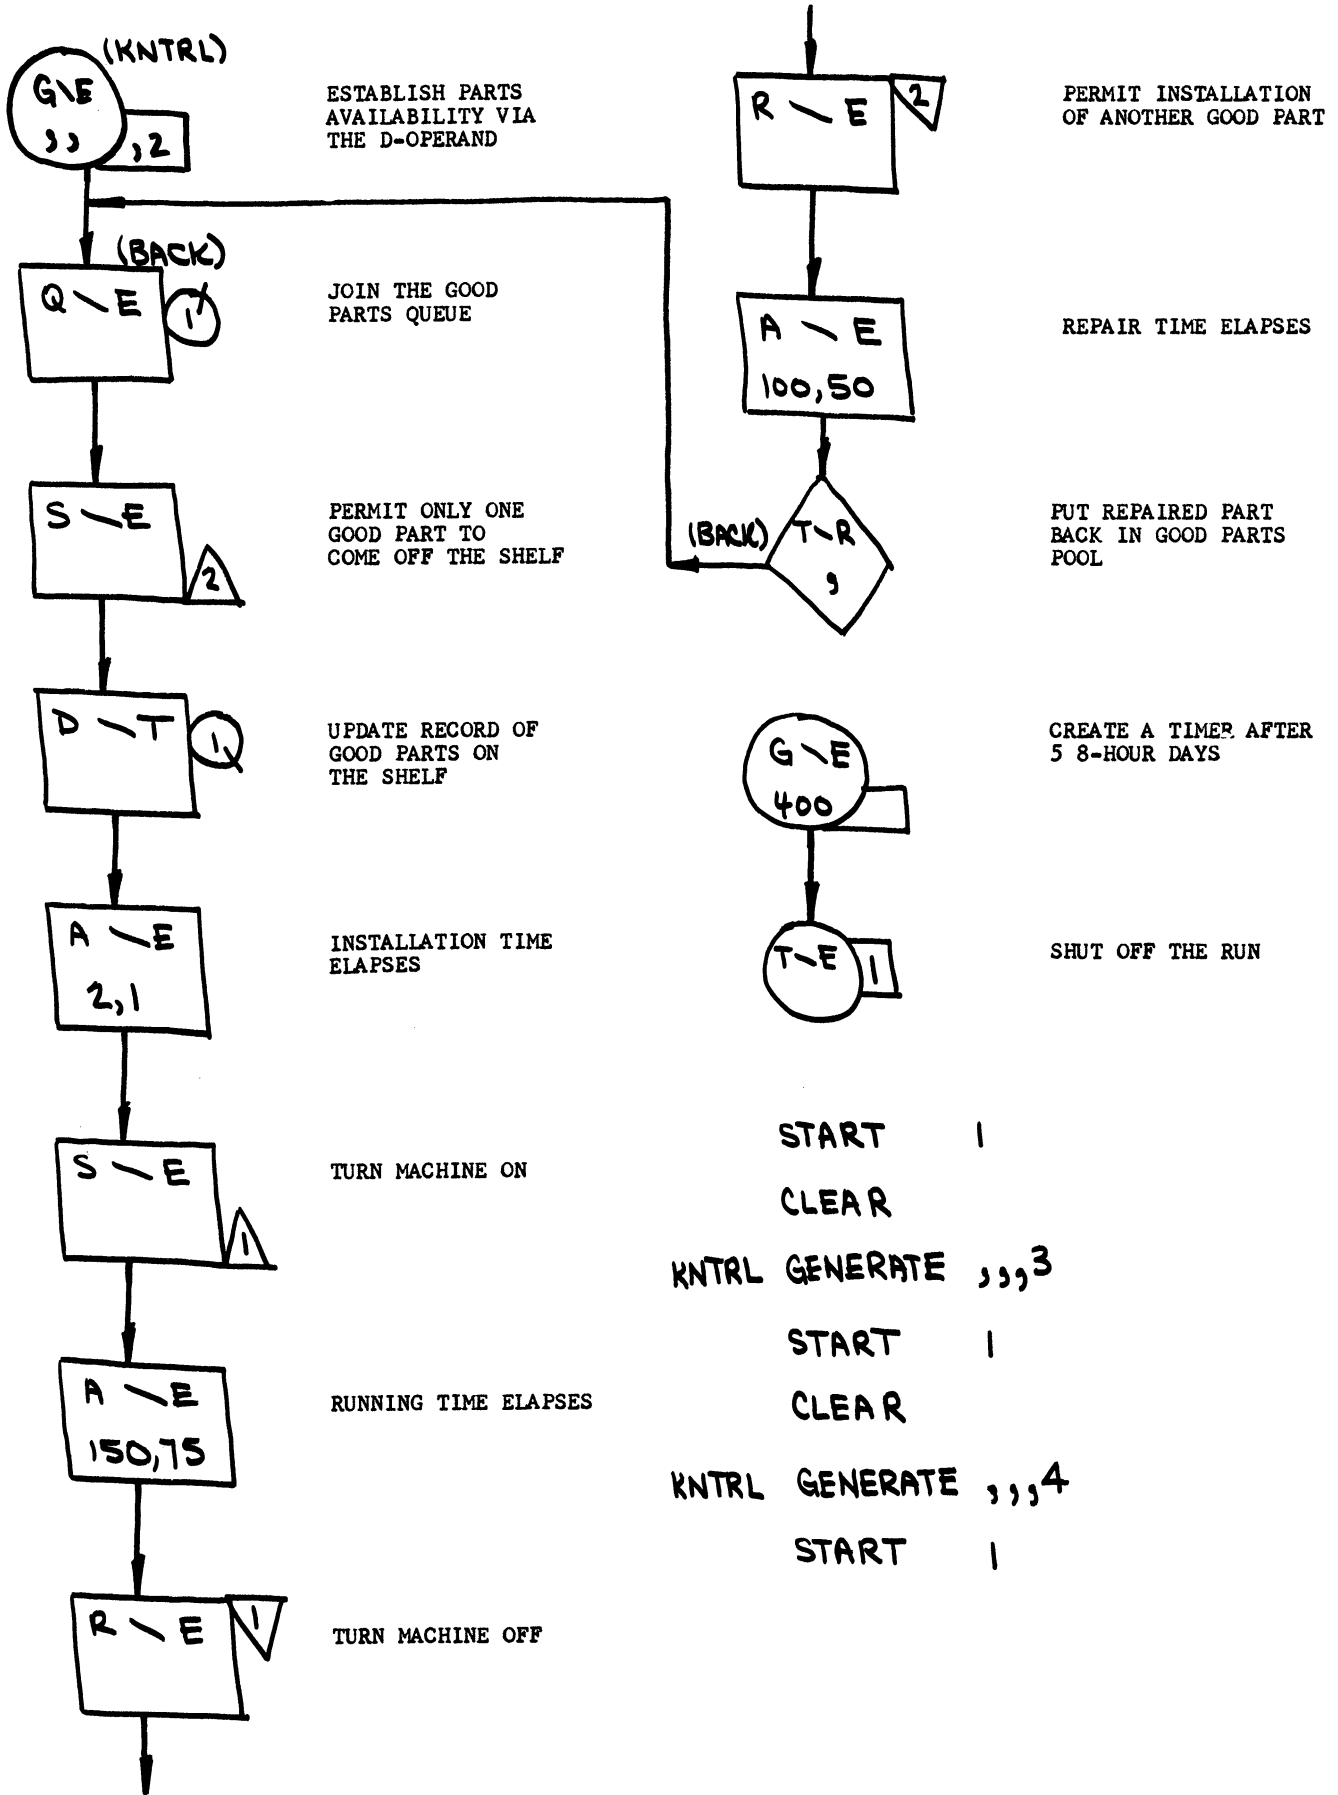 (KNTRL)
G\E
,,
,2
ESTABLISH PARTS
AVAILABILITY VIA
THE D-OPERAND
(BACK)
Q \ E
1
JOIN THE GOOD
PARTS QUEUE
S \ E
2
PERMIT ONLY ONE
GOOD PART TO
COME OFF THE SHELF
D \ T
1
UPDATE RECORD OF
GOOD PARTS ON
THE SHELF
A \ E
2,1
INSTALLATION TIME
ELAPSES
S \ E
1
TURN MACHINE ON
A \ E
150,75
RUNNING TIME ELAPSES
R \ E
1
TURN MACHINE OFF
R \ E
2
PERMIT INSTALLATION
OF ANOTHER GOOD PART
A \ E
100,50
REPAIR TIME ELAPSES
(BACK)
T\R
,
PUT REPAIRED PART
BACK IN GOOD PARTS
POOL
G \ E
400
CREATE A TIMER AFTER
5 8-HOUR DAYS
T\E
1
SHUT OFF THE RUN
START 1
CLEAR
KNTRL GENERATE ,,,3
START 1
CLEAR
KNTRL GENERATE ,,,4
START 1